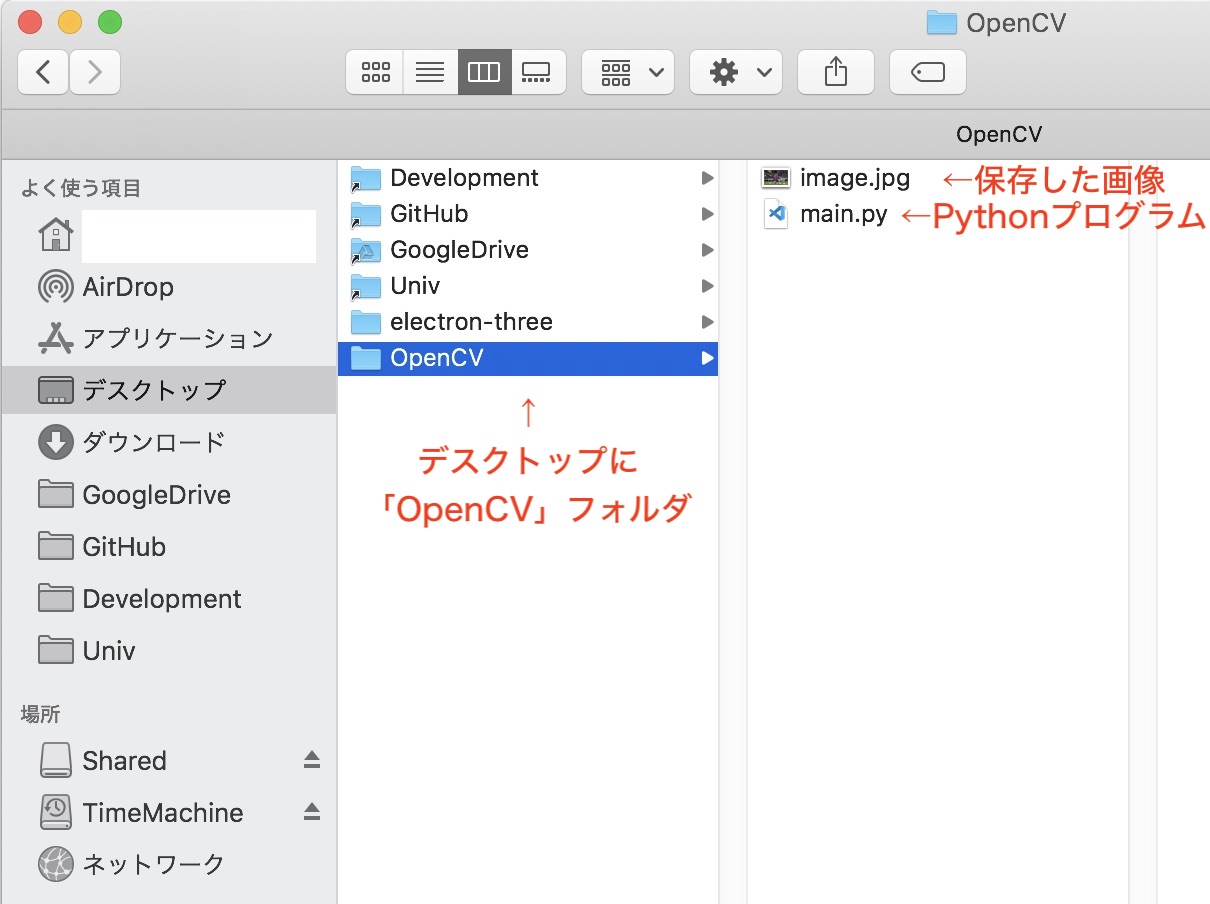 OpenCV
OpenCV
よく使う項目
AirDrop
アプリケーション
デスクトップ
ダウンロード
GoogleDrive
GitHub
Development
Univ
場所
Shared
TimeMachine
ネットワーク
Development
GitHub
GoogleDrive
Univ
electron-three
OpenCV
↑
デスクトップに
「OpenCV」フォルダ
image.jpg ←保存した画像
main.py ←Pythonプログラム